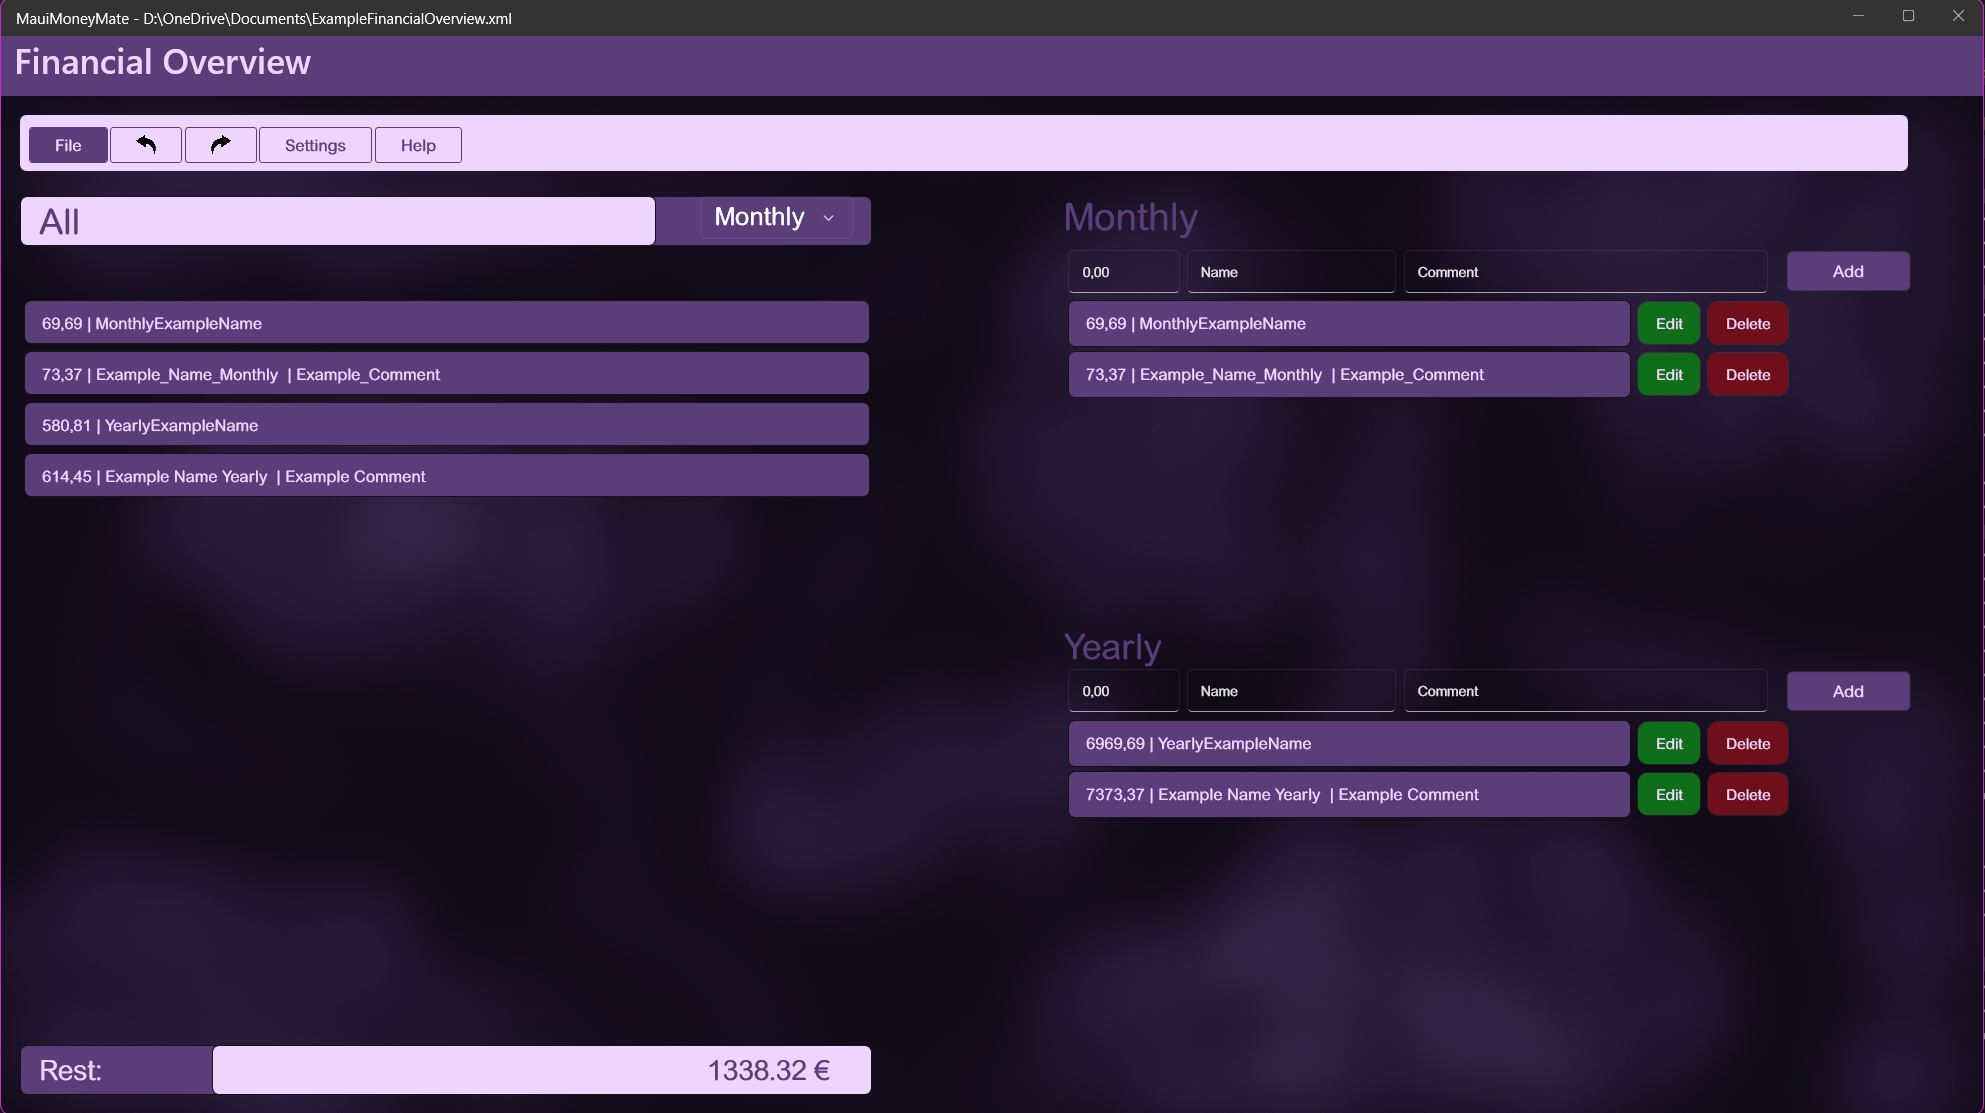 MauiMoneyMate - D:\OneDrive\Documents\ExampleFinancialOverview.xml
Financial Overview
File Settings Help
All Monthly
69,69 | MonthlyExampleName
73,37 | Example_Name_Monthly | Example_Comment
580,81 | YearlyExampleName
614,45 | Example Name Yearly | Example Comment
Rest: 1338.32 €
Monthly
0,00 Name Comment Add
69,69 | MonthlyExampleName Edit Delete
73,37 | Example_Name_Monthly | Example_Comment Edit Delete
Yearly
0,00 Name Comment Add
6969,69 | YearlyExampleName Edit Delete
7373,37 | Example Name Yearly | Example Comment Edit Delete